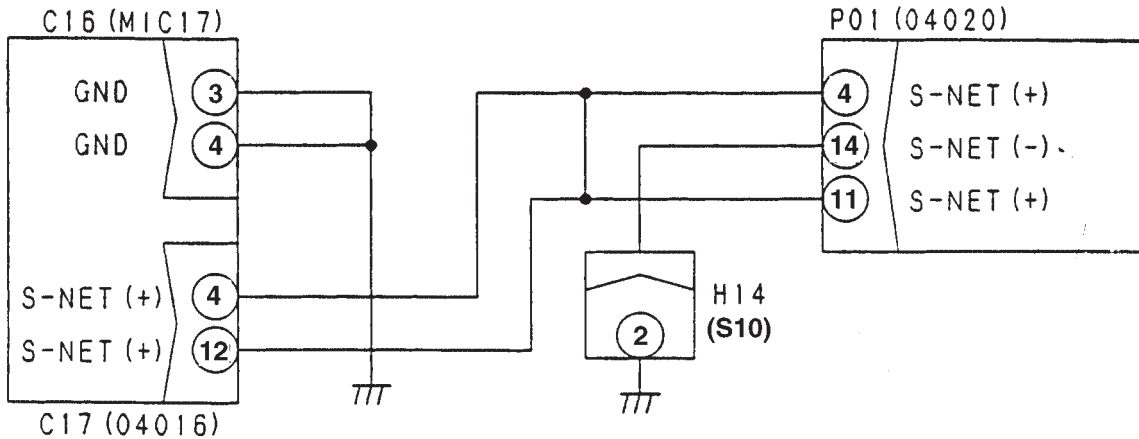 C16 (MIC17)
GND 3
GND 4
S-NET (+) 4
S-NET (+) 12
C17 (04016)
H14
(S10)
2
P01 (04020)
4 S-NET (+)
14 S-NET (-)
11 S-NET (+)